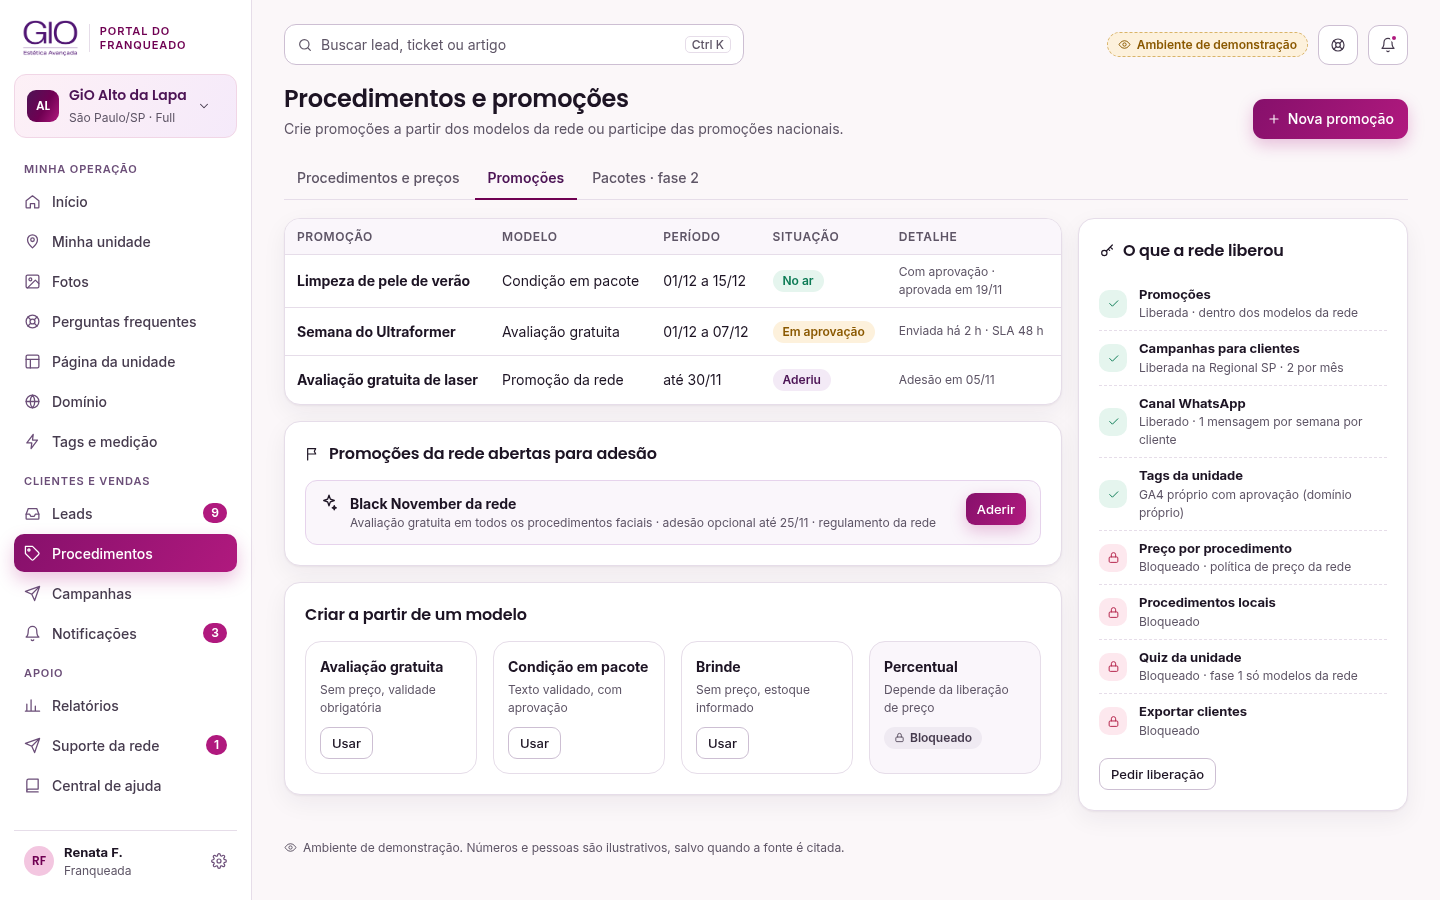 GIO
Estética Avançada
PORTAL DO
FRANQUEADO
AL
GiO Alto da Lapa
São Paulo/SP · Full
MINHA OPERAÇÃO
Início
Minha unidade
Fotos
Perguntas frequentes
Página da unidade
Domínio
Tags e medição
CLIENTES E VENDAS
Leads 9
Procedimentos
Campanhas
Notificações 3
APOIO
Relatórios
Suporte da rede 1
Central de ajuda
RF
Renata F.
Franqueada
Buscar lead, ticket ou artigo Ctrl K
Ambiente de demonstração
Procedimentos e promoções
Crie promoções a partir dos modelos da rede ou participe das promoções nacionais.
+ Nova promoção
Procedimentos e preços Promoções Pacotes · fase 2
PROMOÇÃO MODELO PERÍODO SITUAÇÃO DETALHE
Limpeza de pele de verão Condição em pacote 01/12 a 15/12 No ar Com aprovação ·
aprovada em 19/11
Semana do Ultraformer Avaliação gratuita 01/12 a 07/12 Em aprovação Enviada há 2 h · SLA 48 h
Avaliação gratuita de laser Promoção da rede até 30/11 Aderiu Adesão em 05/11
Promoções da rede abertas para adesão
Black November da rede
Avaliação gratuita em todos os procedimentos faciais · adesão opcional até 25/11 · regulamento da rede
Aderir
Criar a partir de um modelo
Avaliação gratuita
Sem preço, validade
obrigatória
Usar
Condição em pacote
Texto validado, com
aprovação
Usar
Brinde
Sem preço, estoque
informado
Usar
Percentual
Depende da liberação
de preço
Bloqueado
O que a rede liberou
Promoções
Liberada · dentro dos modelos da rede
Campanhas para clientes
Liberada na Regional SP · 2 por mês
Canal WhatsApp
Liberado · 1 mensagem por semana por
cliente
Tags da unidade
GA4 próprio com aprovação (domínio
próprio)
Preço por procedimento
Bloqueado · política de preço da rede
Procedimentos locais
Bloqueado
Quiz da unidade
Bloqueado · fase 1 só modelos da rede
Exportar clientes
Bloqueado
Pedir liberação
Ambiente de demonstração. Números e pessoas são ilustrativos, salvo quando a fonte é citada.